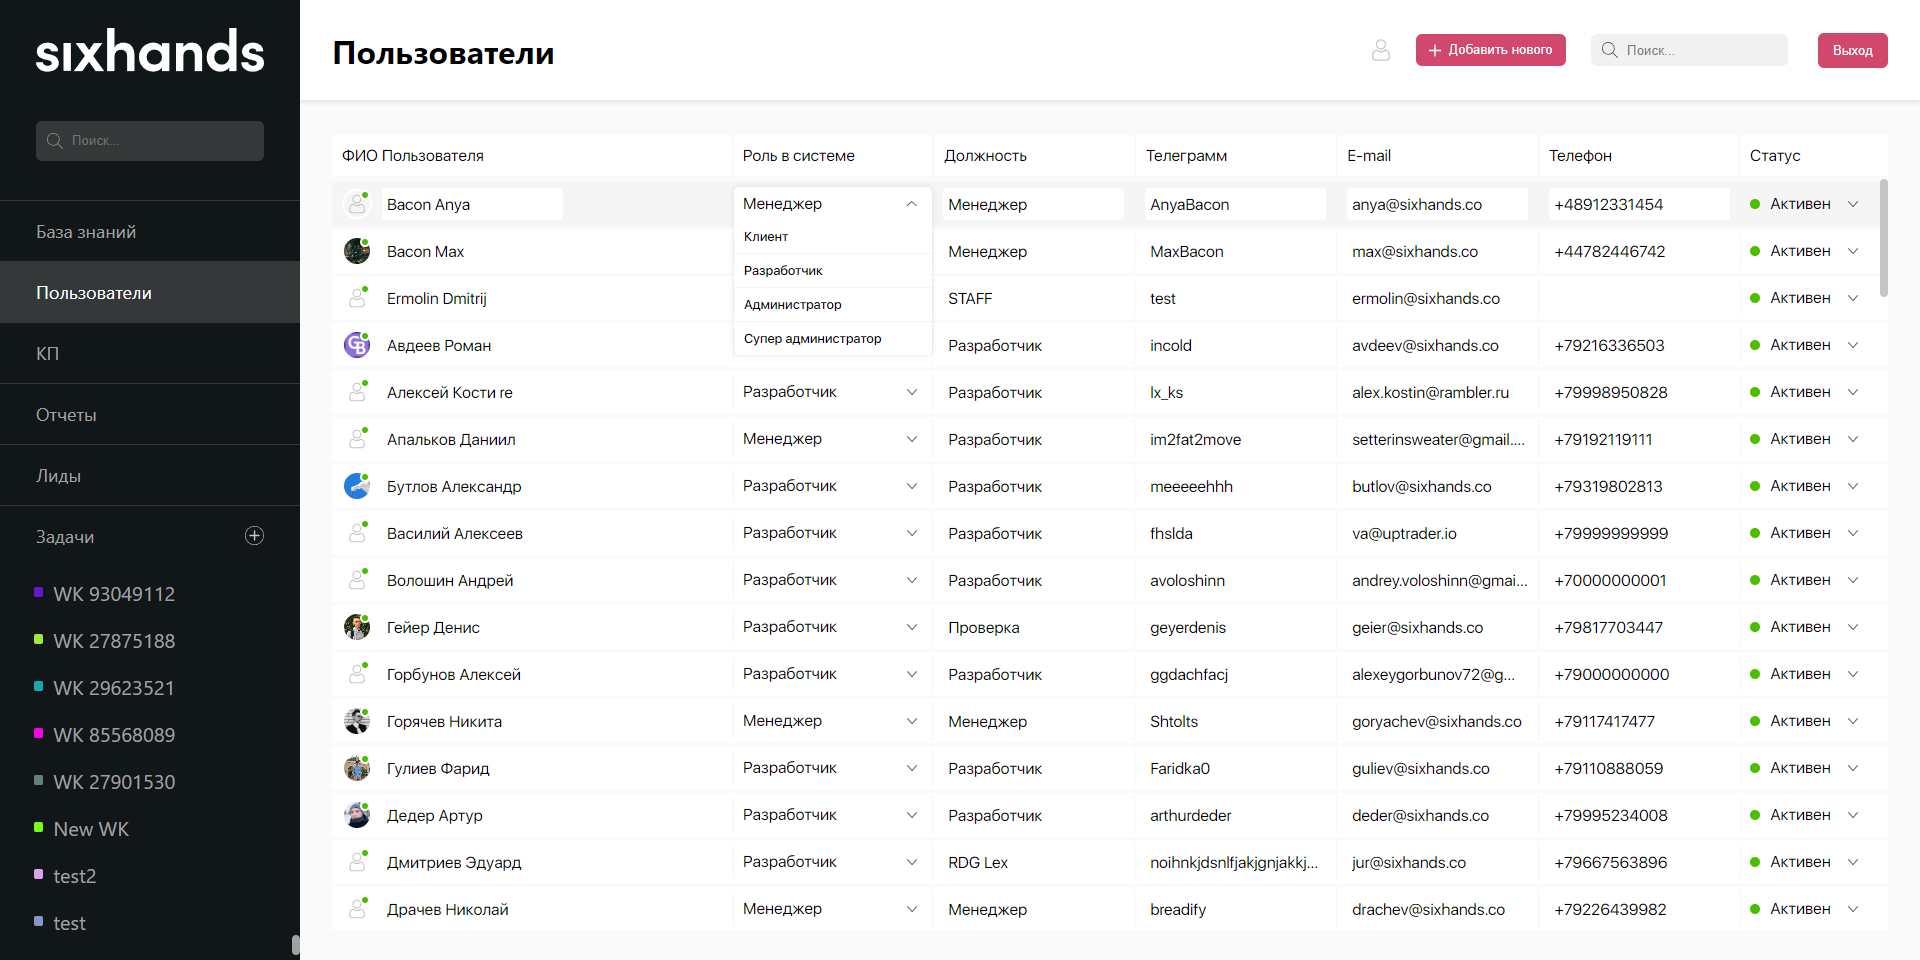 sixhands
Поиск...
База знаний
Пользователи
КП
Отчеты
Лиды
Задачи
WK 93049112
WK 27875188
WK 29623521
WK 85568089
WK 27901530
New WK
test2
test
Пользователи
Добавить нового
Поиск...
Выход
ФИО Пользователя Роль в системе Должность Телеграмм E-mail Телефон Статус
Bacon Anya Менеджер Менеджер AnyaBacon anya@sixhands.co +48912331454 Активен
Клиент
Разработчик
Администратор
Супер администратор
Bacon Max Менеджер MaxBacon max@sixhands.co +44782446742 Активен
Ermolin Dmitrij STAFF test ermolin@sixhands.co Активен
Авдеев Роман Разработчик incold avdeev@sixhands.co +79216336503 Активен
Алексей Кости re Разработчик Разработчик lx_ks alex.kostin@rambler.ru +79998950828 Активен
Апальков Даниил Менеджер Разработчик im2fat2move setterinsweater@gmail.... +79192119111 Активен
Бутлов Александр Разработчик Разработчик meeeeehhh butlov@sixhands.co +79319802813 Активен
Василий Алексеев Разработчик Разработчик fhslda va@uptrader.io +79999999999 Активен
Волошин Андрей Разработчик Разработчик avoloshinn andrey.voloshinn@gmai... +70000000001 Активен
Гейер Денис Разработчик Проверка geyerdenis geier@sixhands.co +79817703447 Активен
Горбунов Алексей Разработчик Разработчик ggdachfacj alexeygorbunov72@g... +79000000000 Активен
Горячев Никита Менеджер Менеджер Shtolts goryachev@sixhands.co +79117417477 Активен
Гулиев Фарид Разработчик Разработчик Faridka0 guliev@sixhands.co +79110888059 Активен
Дедер Артур Разработчик Разработчик arthurdeder deder@sixhands.co +79995234008 Активен
Дмитриев Эдуард Разработчик RDG Lex noihnkjdsnlfjakjgnjakkj... jur@sixhands.co +79667563896 Активен
Драчев Николай Менеджер Менеджер breadify drachev@sixhands.co +79226439982 Активен